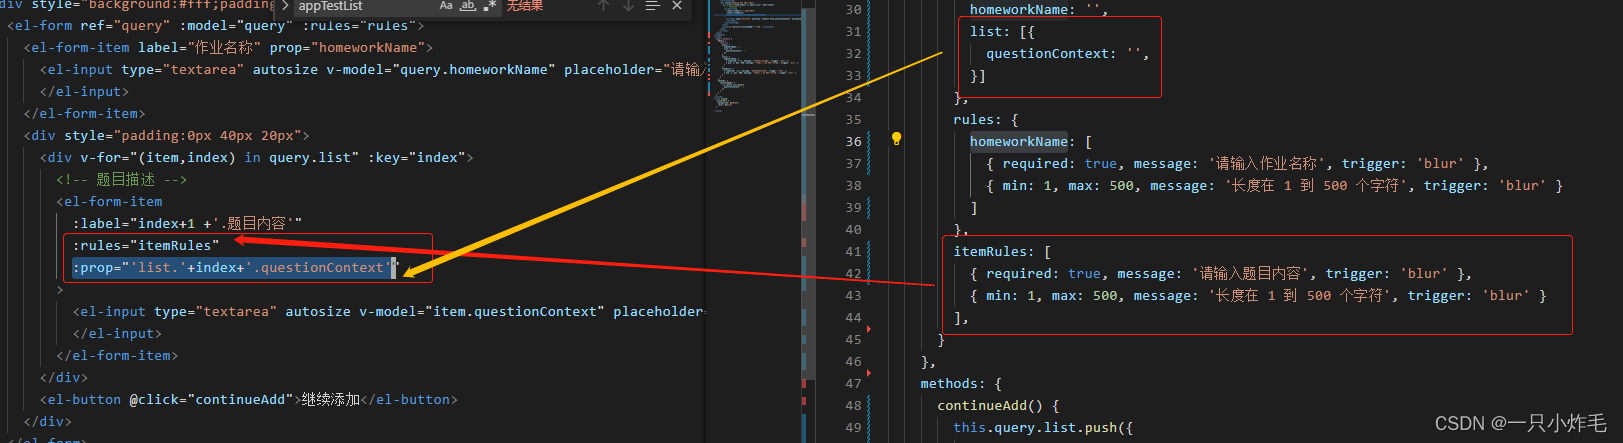 div style="background:#fff;padding
appTestList
Aa ab .* 无结果
<el-form ref="query" :model="query" :rules="rules">
<el-form-item label="作业名称" prop="homeworkName">
<el-input type="textarea" autosize v-model="query.homeworkName" placeholder="请输入
</el-input>
</el-form-item>
<div style="padding:0px 40px 20px">
<div v-for="(item,index) in query.list" :key="index">
<!-- 题目描述 -->
<el-form-item
:label="index+1 +'.题目内容'"
:rules="itemRules"
:prop="'list.'+index+'.questionContext'"
>
<el-input type="textarea" autosize v-model="item.questionContext" placeholder=
</el-input>
</el-form-item>
</div>
<el-button @click="continueAdd">继续添加</el-button>
</div>
</el-form>
30 homeworkName: '',
31 list: [{
32 questionContext: '',
33 }]
34 },
35 rules: {
36 homeworkName: [
37 { required: true, message: '请输入作业名称', trigger: 'blur' },
38 { min: 1, max: 500, message: '长度在 1 到 500 个字符', trigger: 'blur' }
39 ]
40 },
41 itemRules: [
42 { required: true, message: '请输入题目内容', trigger: 'blur' },
43 { min: 1, max: 500, message: '长度在 1 到 500 个字符', trigger: 'blur' }
44 ],
45 }
46 },
47 methods: {
48 continueAdd() {
49 this.query.list.push({
CSDN @一只小炸毛